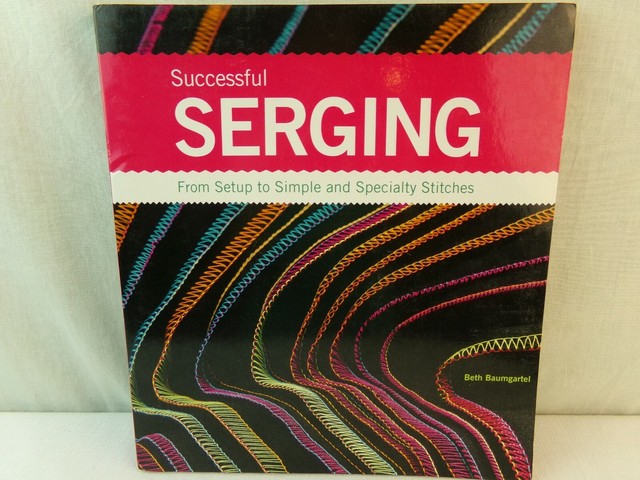 Successful
SERGING
From Setup to Simple and Specialty Stitches
Beth Baumgartel